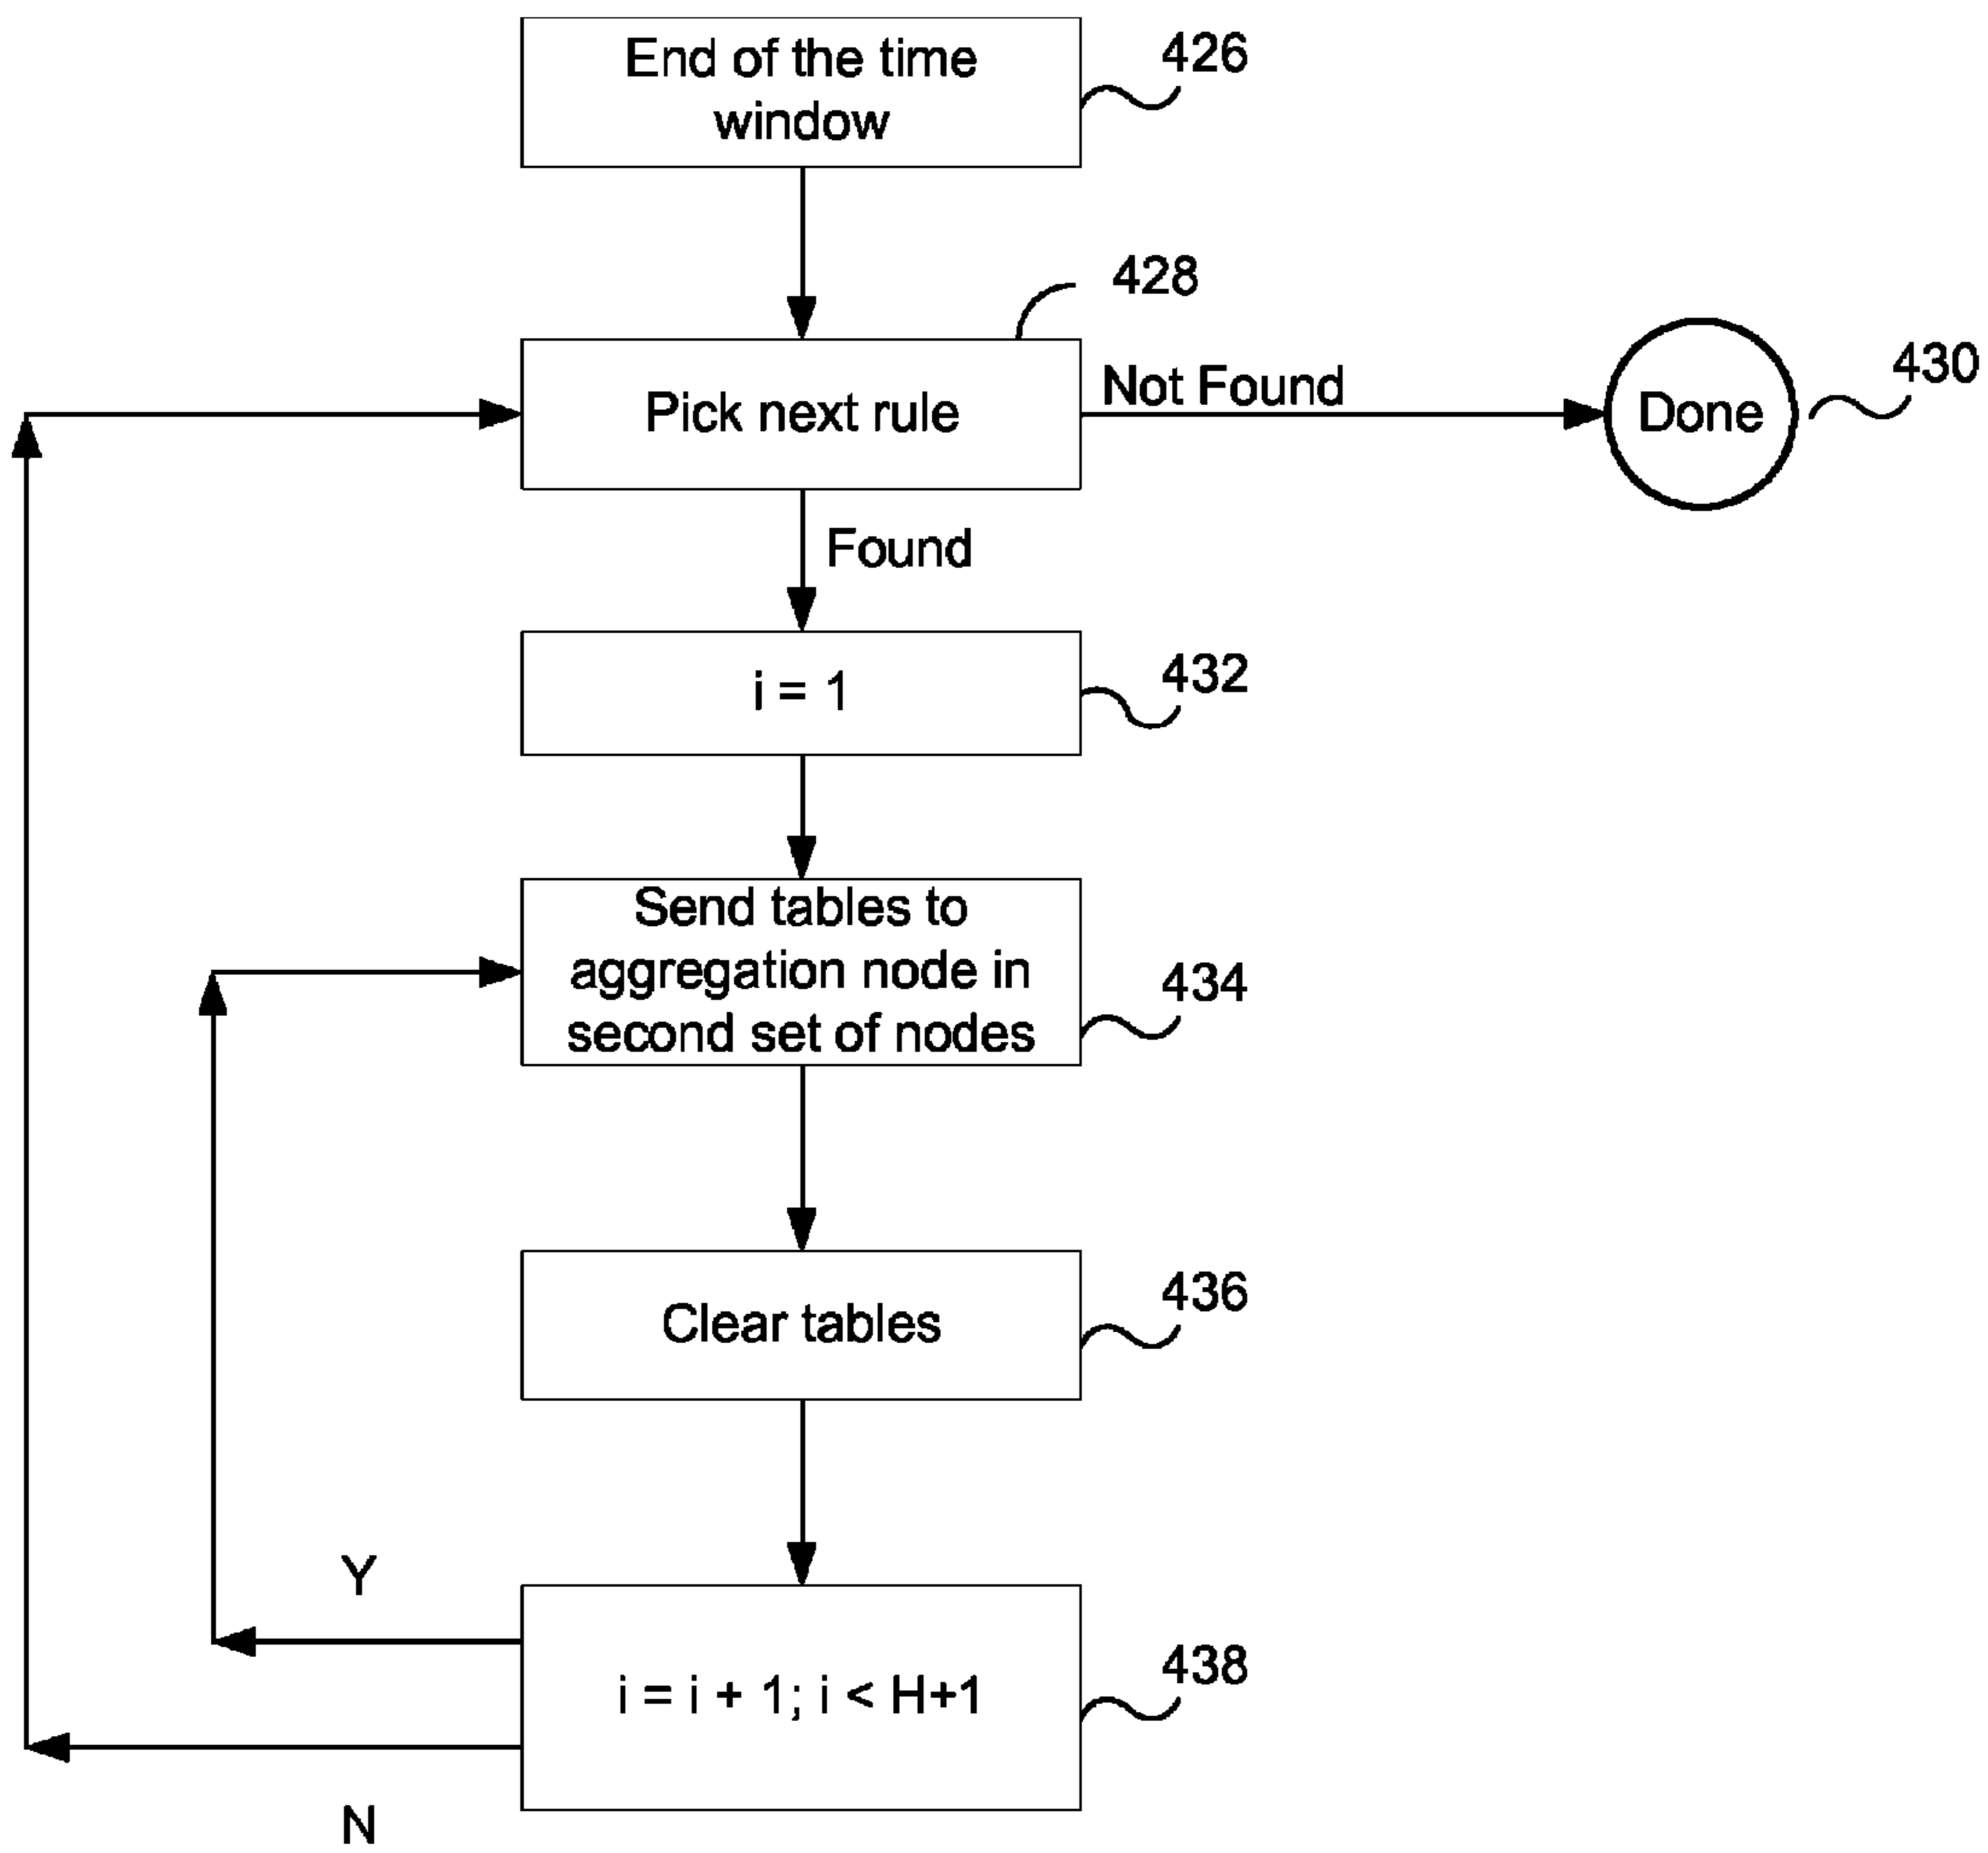 End of the time
window
426
428
Pick next rule
Not Found
Done
430
Found
i = 1
432
Send tables to
aggregation node in
second set of nodes
434
Clear tables
436
Y
i = i + 1; i < H+1
438
N